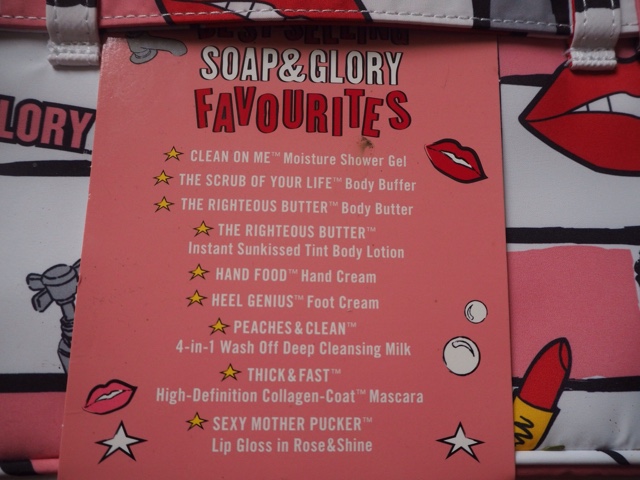 BEST SELLING
SOAP&GLORY
FAVOURITES
GLORY
CLEAN ON ME™ Moisture Shower Gel
THE SCRUB OF YOUR LIFE™ Body Buffer
THE RIGHTEOUS BUTTER™ Body Butter
THE RIGHTEOUS BUTTER™
Instant Sunkissed Tint Body Lotion
HAND FOOD™ Hand Cream
HEEL GENIUS™ Foot Cream
PEACHES & CLEAN™
4-in-1 Wash Off Deep Cleansing Milk
THICK & FAST™
High-Definition Collagen-Coat™ Mascara
SEXY MOTHER PUCKER™
Lip Gloss in Rose&Shine